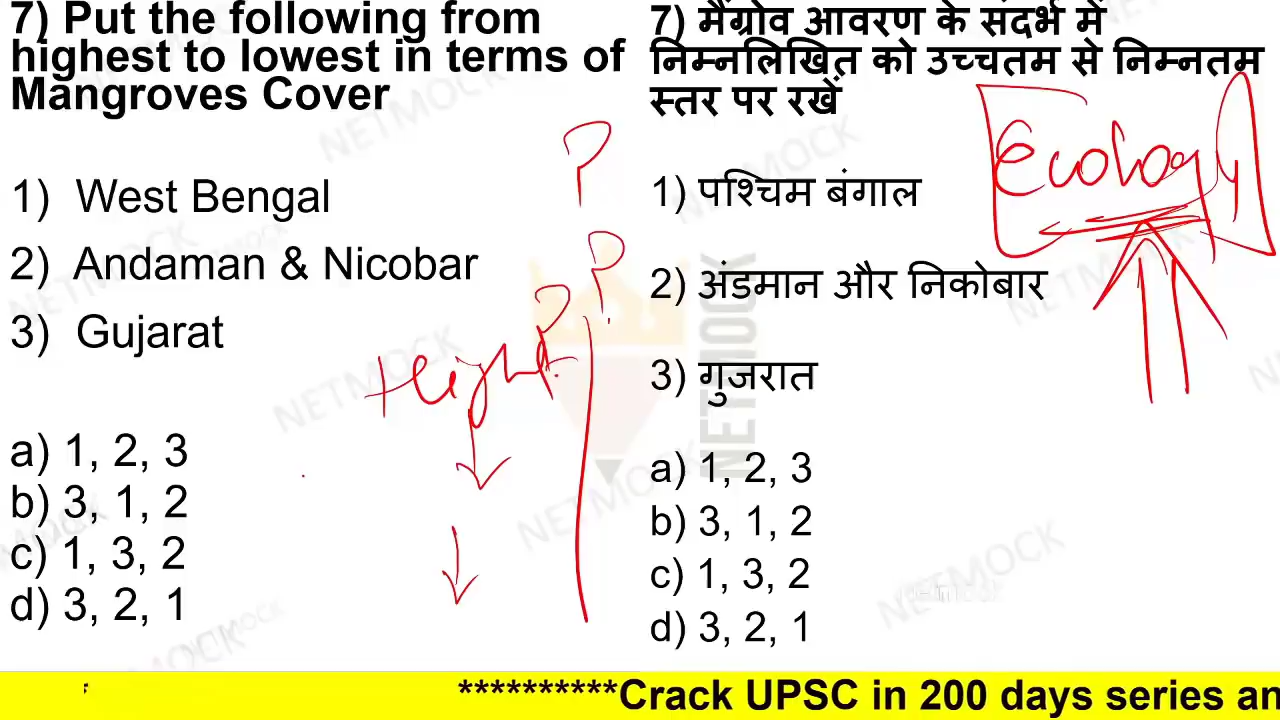 7) Put the following from
highest to lowest in terms of
Mangroves Cover
1) West Bengal
2) Andaman & Nicobar
3) Gujarat
a) 1, 2, 3
b) 3, 1, 2
c) 1, 3, 2
d) 3, 2, 1
Height
7) मैंग्रोव आवरण के संदर्भ में
निम्नलिखित को उच्चतम से निम्नतम
स्तर पर रखें
Ecology
1) पश्चिम बंगाल
2) अंडमान और निकोबार
3) गुजरात
a) 1, 2, 3
b) 3, 1, 2
c) 1, 3, 2
d) 3, 2, 1
NETMOCK
**********Crack UPSC in 200 days series an